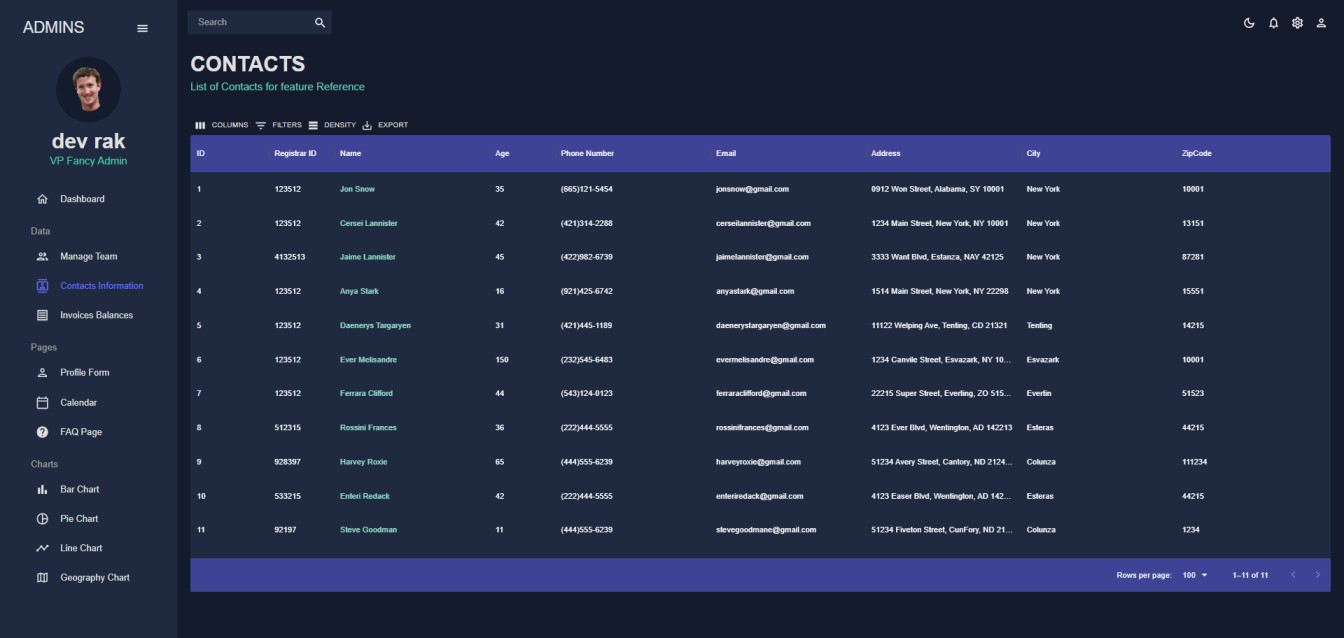 ADMINS
Search
dev rak
VP Fancy Admin
Dashboard
Data
Manage Team
Contacts Information
Invoices Balances
Pages
Profile Form
Calendar
FAQ Page
Charts
Bar Chart
Pie Chart
Line Chart
Geography Chart
CONTACTS
List of Contacts for feature Reference
COLUMNS FILTERS DENSITY EXPORT
ID Registrar ID Name Age Phone Number Email Address City ZipCode
1 123512 Jon Snow 35 (665)121-5454 jonsnow@gmail.com 0912 Won Street, Alabama, SY 10001 New York 10001
2 123512 Cersei Lannister 42 (421)314-2288 cerseilannister@gmail.com 1234 Main Street, New York, NY 10001 New York 13151
3 4132513 Jaime Lannister 45 (422)982-6739 jaimelannister@gmail.com 3333 Want Blvd, Estanza, NAY 42125 New York 87281
4 123512 Anya Stark 16 (921)425-6742 anyastark@gmail.com 1514 Main Street, New York, NY 22298 New York 15551
5 123512 Daenerys Targaryen 31 (421)445-1189 daenerystargaryen@gmail.com 11122 Welping Ave, Tenting, CD 21321 Tenting 14215
6 123512 Ever Melisandre 150 (232)545-6483 evermelisandre@gmail.com 1234 Canvile Street, Esvazark, NY 10... Esvazark 10001
7 123512 Ferrara Clifford 44 (543)124-0123 ferraraclifford@gmail.com 22215 Super Street, Everting, ZO 515... Evertin 51523
8 512315 Rossini Frances 36 (222)444-5555 rossinifrances@gmail.com 4123 Ever Blvd, Wentington, AD 142213 Esteras 44215
9 928397 Harvey Roxie 65 (444)555-6239 harveyroxie@gmail.com 51234 Avery Street, Cantory, ND 2124... Colunza 111234
10 533215 Enteri Redack 42 (222)444-5555 enteriredack@gmail.com 4123 Easer Blvd, Wentington, AD 142... Esteras 44215
11 92197 Steve Goodman 11 (444)555-6239 stevegoodmane@gmail.com 51234 Fiveton Street, CunFory, ND 21... Colunza 1234
Rows per page: 100 1–11 of 11